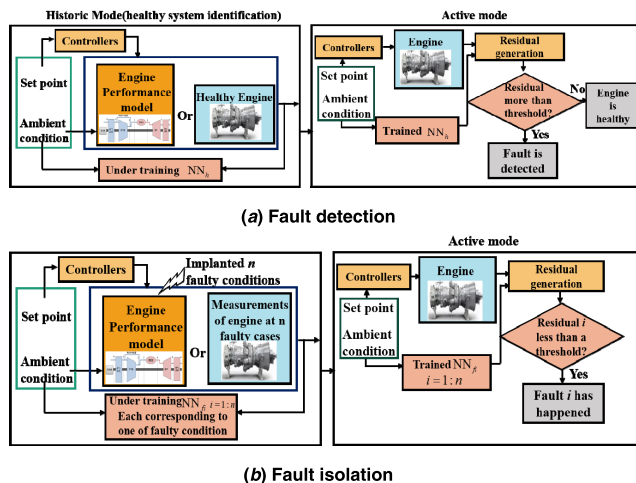 Historic Mode(healthy system identification)
Controllers
Set point
Ambient
condition
Engine
Performance
model
Or
Healthy Engine
Under training NN_h
Active mode
Controllers
Engine
Residual
generation
Set point
Ambient
condition
Trained NN_h
Residual
more than
threshold?
No
Engine
is
healthy
Yes
Fault is
detected
(a) Fault detection
Implanted n
faulty conditions
Controllers
Set point
Ambient
condition
Engine
Performance
model
Or
Measurements
of engine at n
faulty cases
Under training NN_fi i=1:n
Each corresponding to
one of faulty condition
Active mode
Controllers
Engine
Residual
generation
Set point
Ambient
condition
Trained NN_fi
i=1:n
Residual i
less than a
threshold?
Yes
Fault i has
happened
(b) Fault isolation